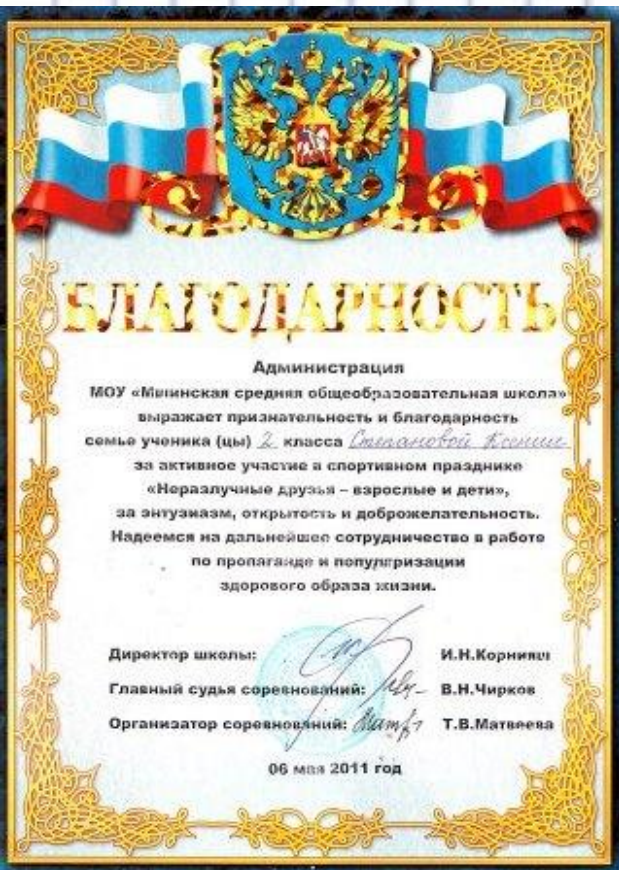 БЛАГОДАРНОСТЬ
Администрация
МОУ «Мшинская средняя общеобразовательная школа»
выражает признательность и благодарность
семье ученика (цы) 2 класса Степановой Ксении
за активное участие в спортивном празднике
«Неразлучные друзья – взрослые и дети»,
за энтузиазм, открытость и доброжелательность.
Надеемся на дальнейшее сотрудничество в работе
по пропаганде и популяризации
здорового образа жизни.
Директор школы: И.Н.Корнияш
Главный судья соревнований: В.Н.Чирков
Организатор соревнований: Т.В.Матвеева
06 мая 2011 год